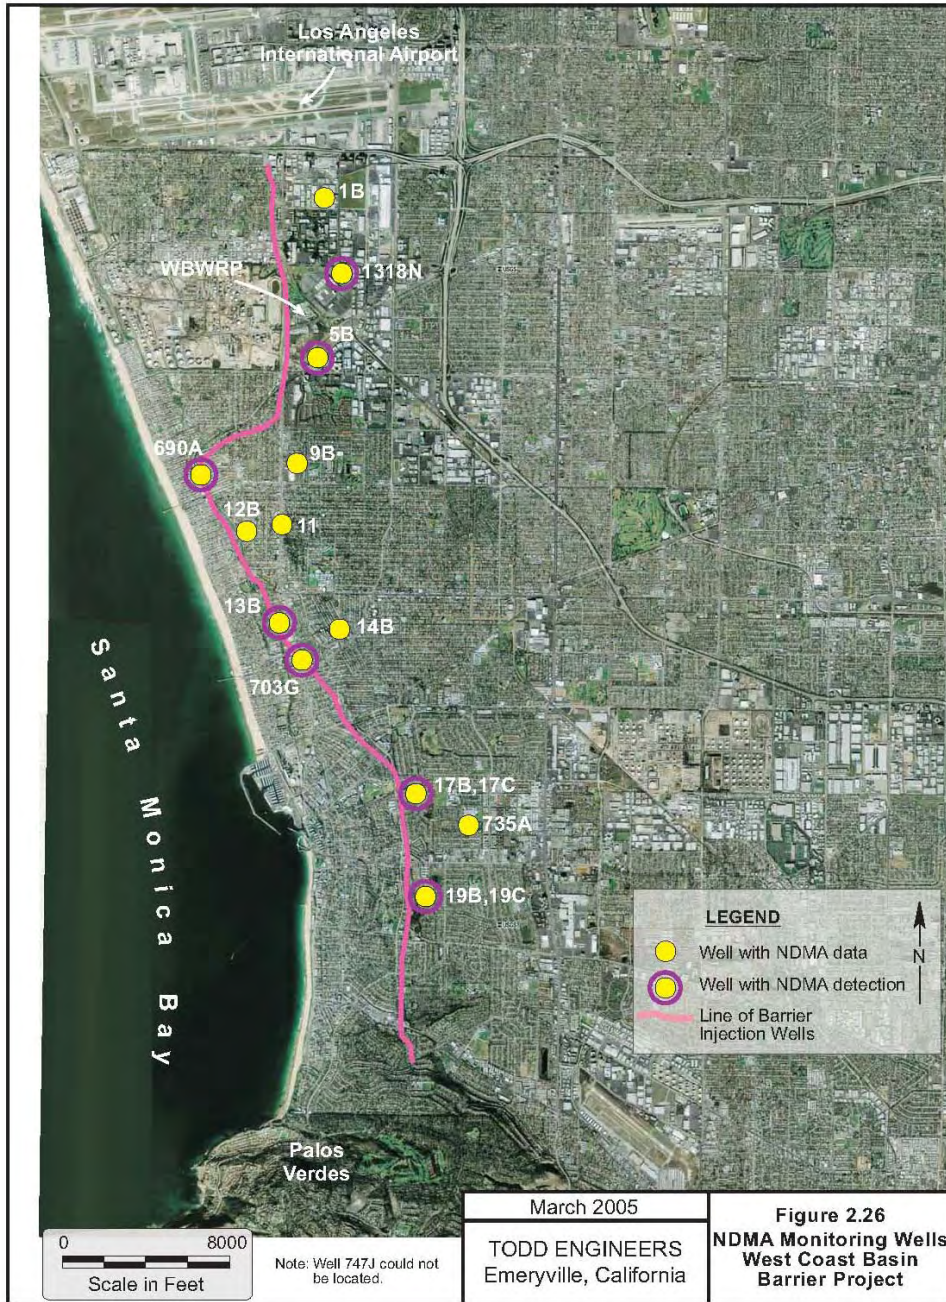 Los Angeles
International Airport
1B
WBWRP
1318N
5B
690A
9B
12B
11
13B
14B
703G
Santa Monica Bay
17B,17C
735A
19B,19C
LEGEND
Well with NDMA data
Well with NDMA detection
Line of Barrier
Injection Wells
N
Palos
Verdes
0 8000
Scale in Feet
Note: Well 747J could not
be located.
March 2005
TODD ENGINEERS
Emeryville, California
Figure 2.26
NDMA Monitoring Wells
West Coast Basin
Barrier Project